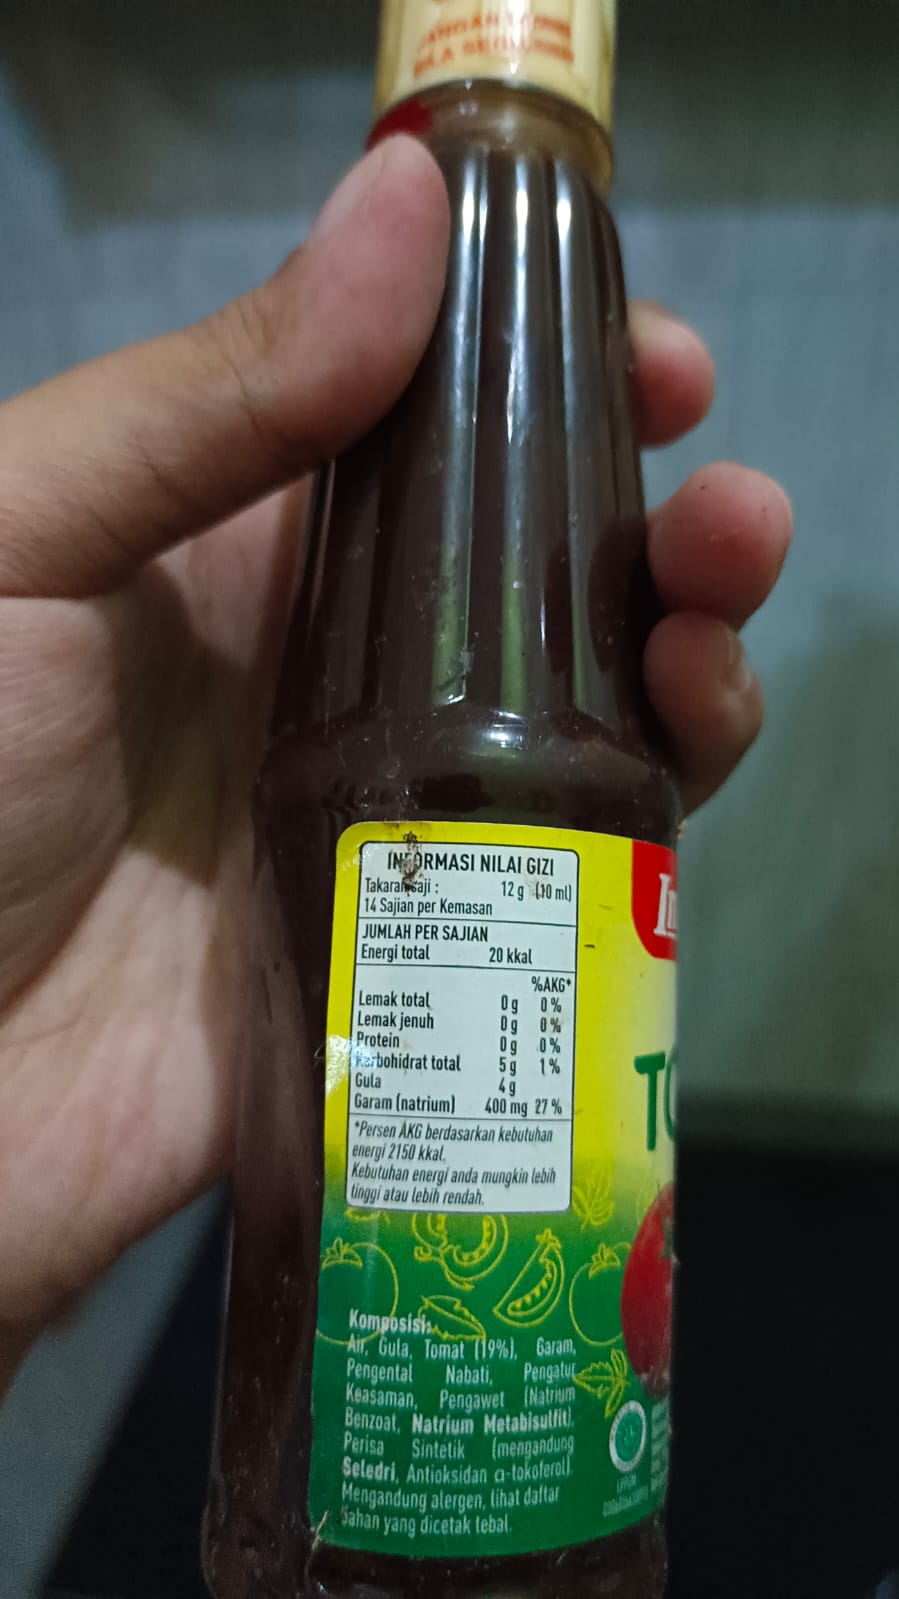 INFORMASI NILAI GIZI
Takaran saji : 12 g (10 ml)
14 Sajian per Kemasan
JUMLAH PER SAJIAN
Energi total 20 kkal
%AKG*
Lemak total 0 g 0 %
Lemak jenuh 0 g 0 %
Protein 0 g 0 %
Karbohidrat total 5 g 1 %
Gula 4 g
Garam (natrium) 400 mg 27 %
*Persen AKG berdasarkan kebutuhan
energi 2150 kkal.
Kebutuhan energi anda mungkin lebih
tinggi atau lebih rendah.
TO
Komposisi:
Air, Gula, Tomat (19%), Garam,
Pengental Nabati, Pengatur
Keasaman, Pengawet (Natrium
Benzoat, Natrium Metabisulfit),
Perisa Sintetik (mengandung
Seledri, Antioksidan α-tokoferol).
Mengandung alergen, lihat daftar
bahan yang dicetak tebal.